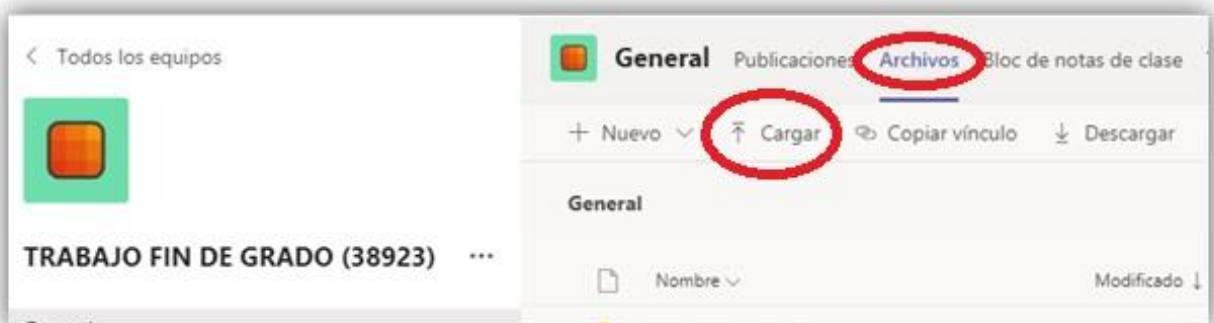 < Todos los equipos
TRABAJO FIN DE GRADO (38923) ...
General Publicaciones Archivos Bloc de notas de clase
+ Nuevo Cargar Copiar vínculo Descargar
General
Nombre Modificado ↓